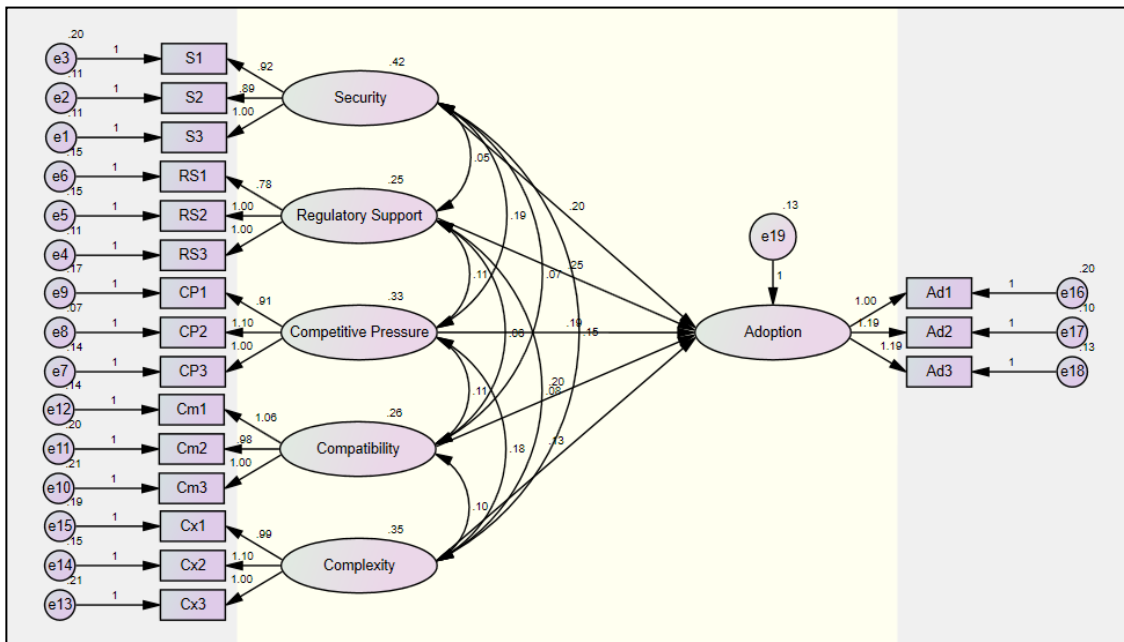 .20
e3 1 S1
.92
.42
.11
e2 1 S2
.89
Security
.11
e1 1 S3
1.00
.15
e6 1 RS1
.78
.05
.25
.15
e5 1 RS2
1.00
Regulatory Support
.19
.20
.13
e19
.11
e4 1 RS3
1.00
.17
e9 1 CP1
.91
.33
.11
.07
.25
1
1.00
Ad1 1 e16
.20
.07
e8 1 CP2
1.10
Competitive Pressure
.06
.19
.15
Adoption
1.19
Ad2 1 e17
.10
.14
e7 1 CP3
1.00
1.19
Ad3 1 e18
.13
.14
e12 1 Cm1
1.06
.26
.11
.20
.08
.20
e11 1 Cm2
.98
Compatibility
.18
.13
.21
e10 1 Cm3
1.00
.10
.19
e15 1 Cx1
.99
.35
.15
e14 1 Cx2
1.10
Complexity
.21
e13 1 Cx3
1.00